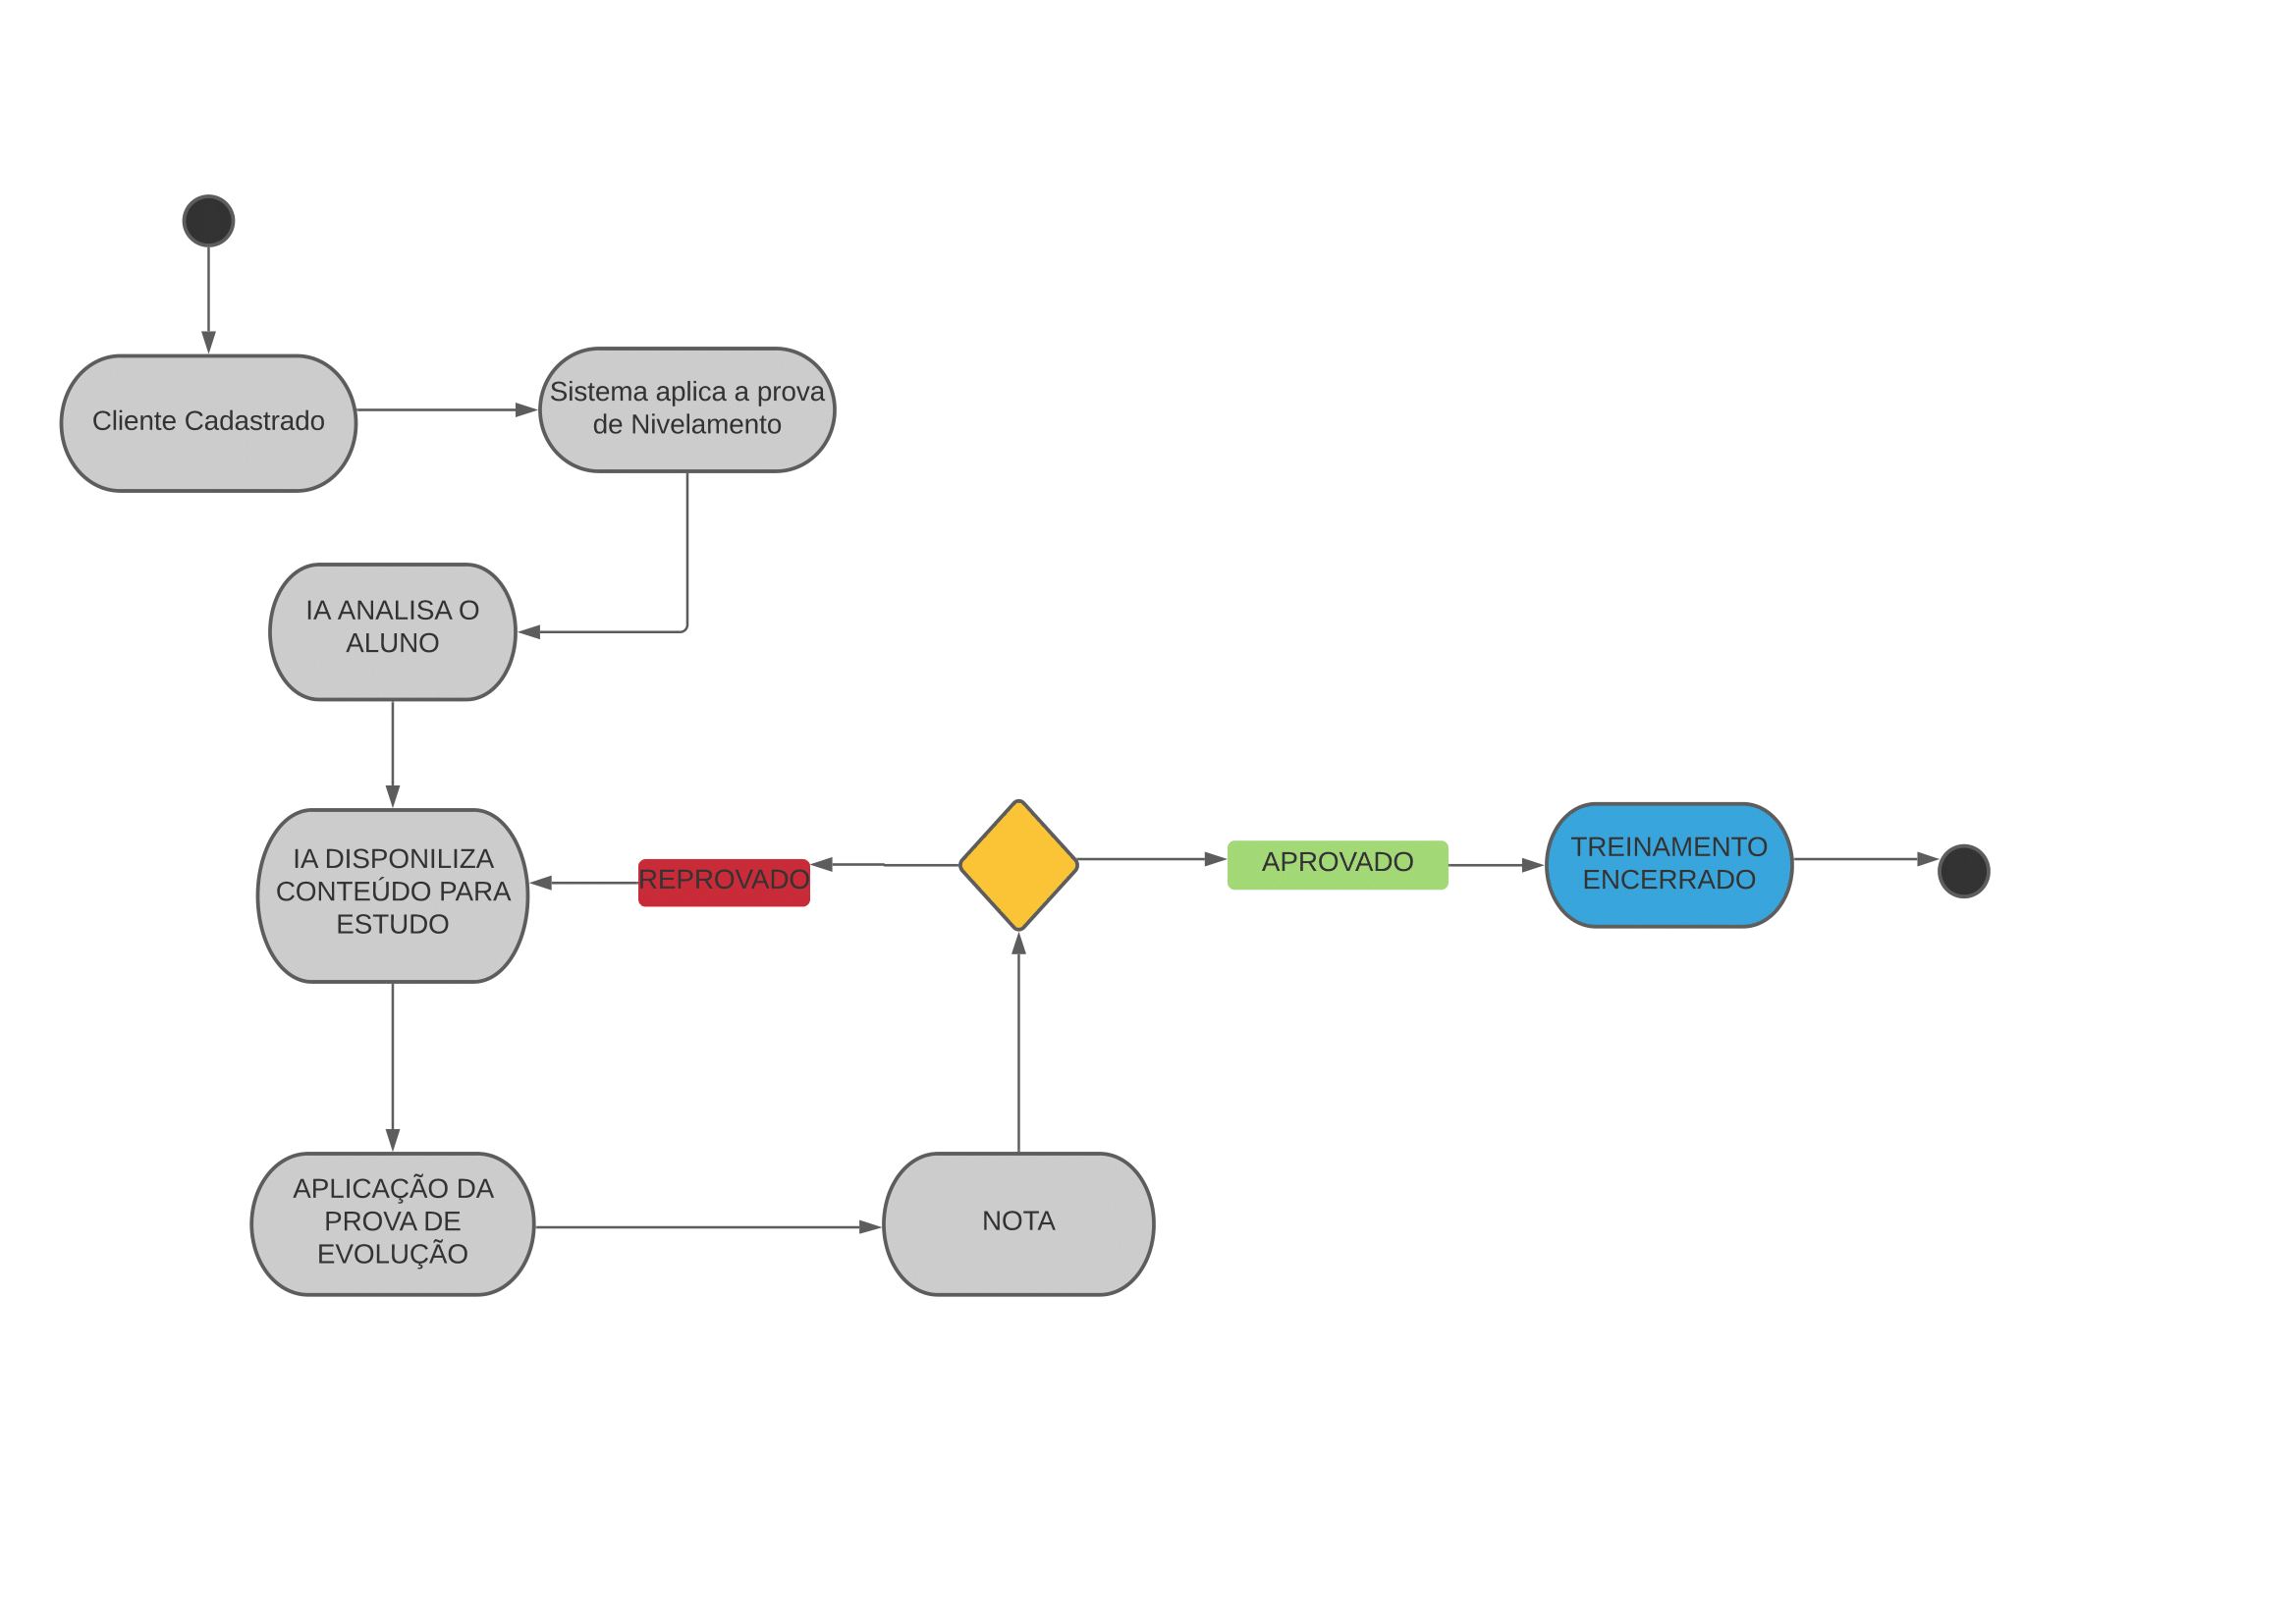 Cliente Cadastrado
Sistema aplica a prova
de Nivelamento
IA ANALISA O
ALUNO
IA DISPONILIZA
CONTEÚDO PARA
ESTUDO
REPROVADO
APROVADO
TREINAMENTO
ENCERRADO
APLICAÇÃO DA
PROVA DE
EVOLUÇÃO
NOTA